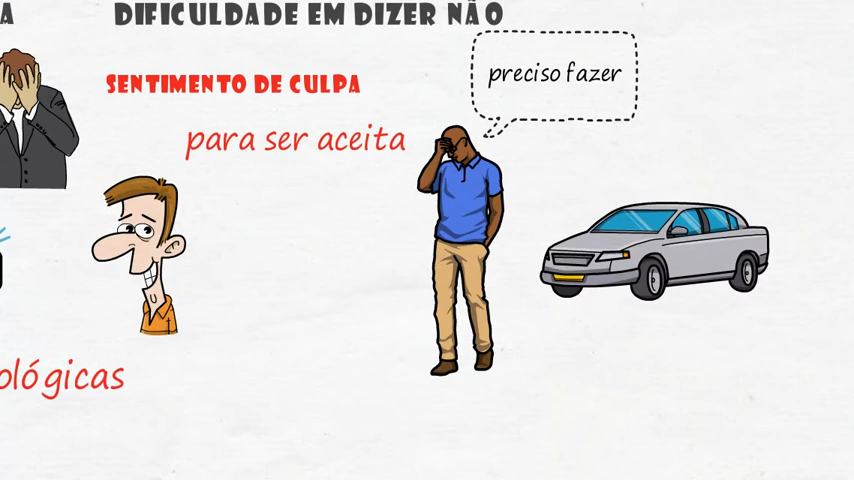 A
DIFICULDADE EM DIZER NÃO
preciso fazer
SENTIMENTO DE CULPA
para ser aceita
ológicas